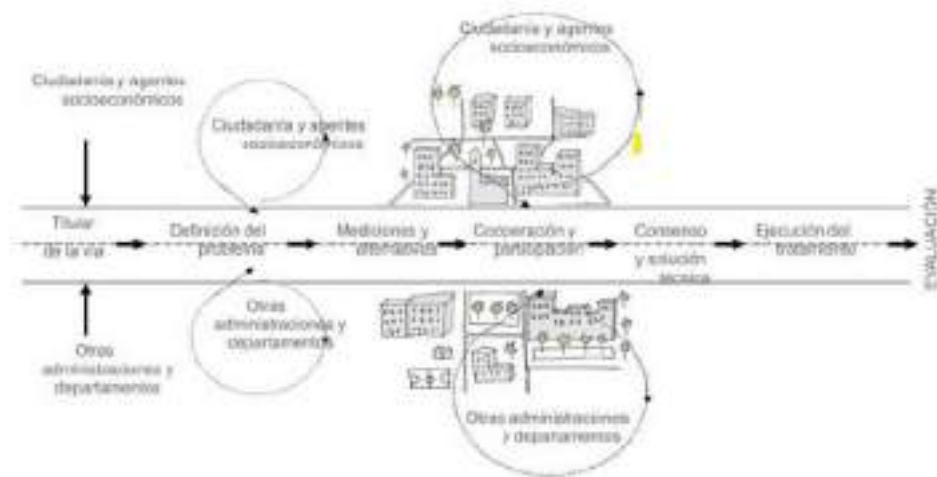 Ciudadanía y agentes
socioeconómicos
Ciudadanía y agentes
socioeconómicos
Ciudadanía y agentes
socioeconómicos
Titular
de la vía
Definición del
problema
Mediciones y
alternativas
Cooperación y
participación
Consenso
y solución
técnica
Ejecución del
tratamiento
EVALUACIÓN
Otras
administraciones y
departamentos
Otros
administraciones y
departamentos
Otras administraciones
y departamentos